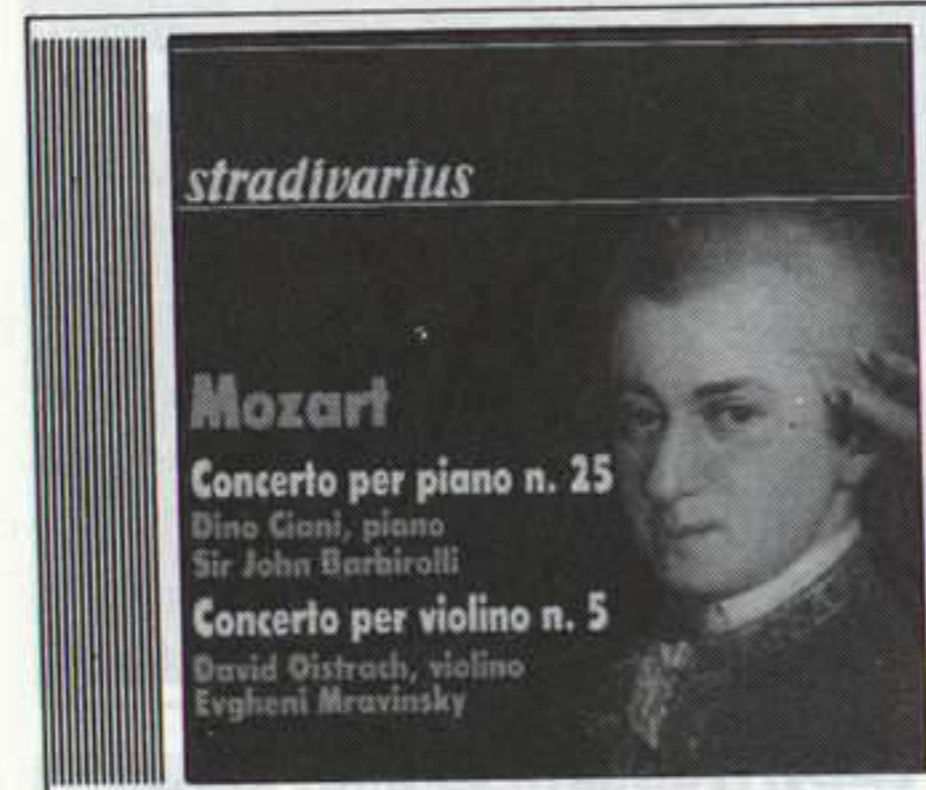 stradivarius
Mozart
Concerto per piano n. 25
Dino Ciani, piano
Sir John Barbirolli
Concerto per violino n. 5
David Oistrach, violino
Evgheni Mravinsky